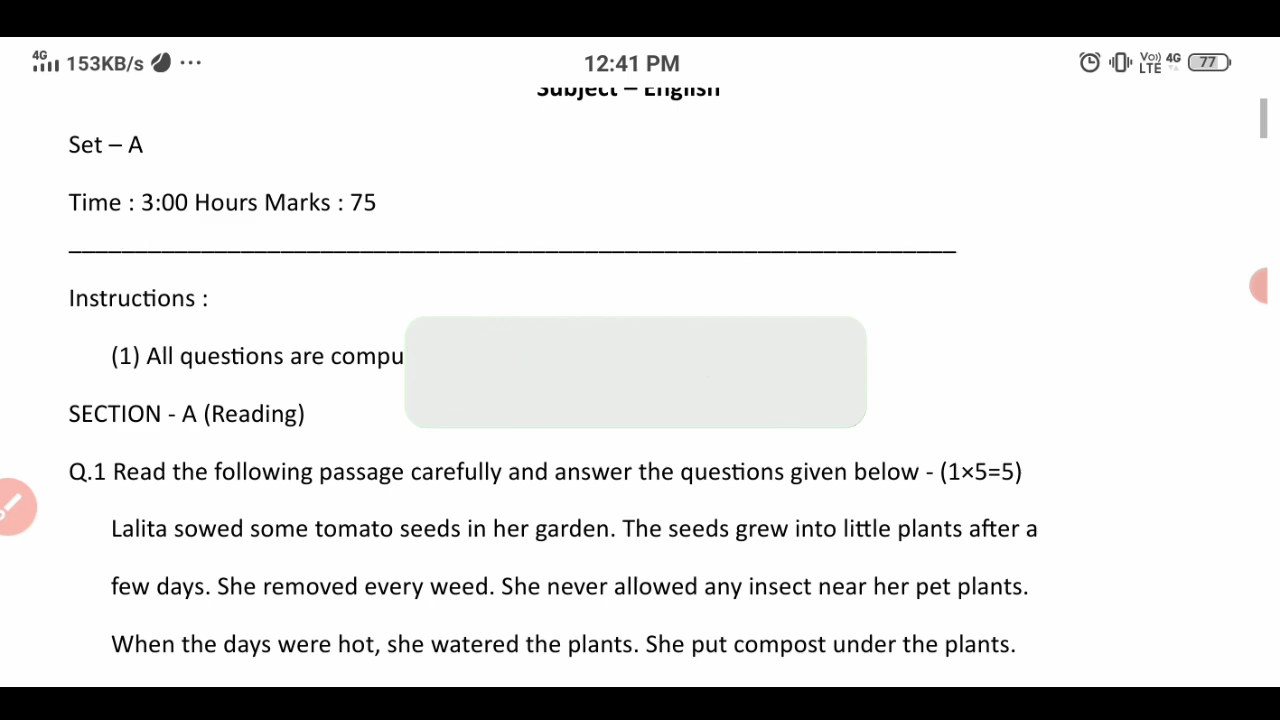 4G 153KB/s ... 12:41 PM Vo)) LTE 4G 77
Subject – English
Set – A
Time : 3:00 Hours Marks : 75
____________________________________________________________________
Instructions :
(1) All questions are compu
SECTION - A (Reading)
Q.1 Read the following passage carefully and answer the questions given below - (1×5=5)
Lalita sowed some tomato seeds in her garden. The seeds grew into little plants after a
few days. She removed every weed. She never allowed any insect near her pet plants.
When the days were hot, she watered the plants. She put compost under the plants.